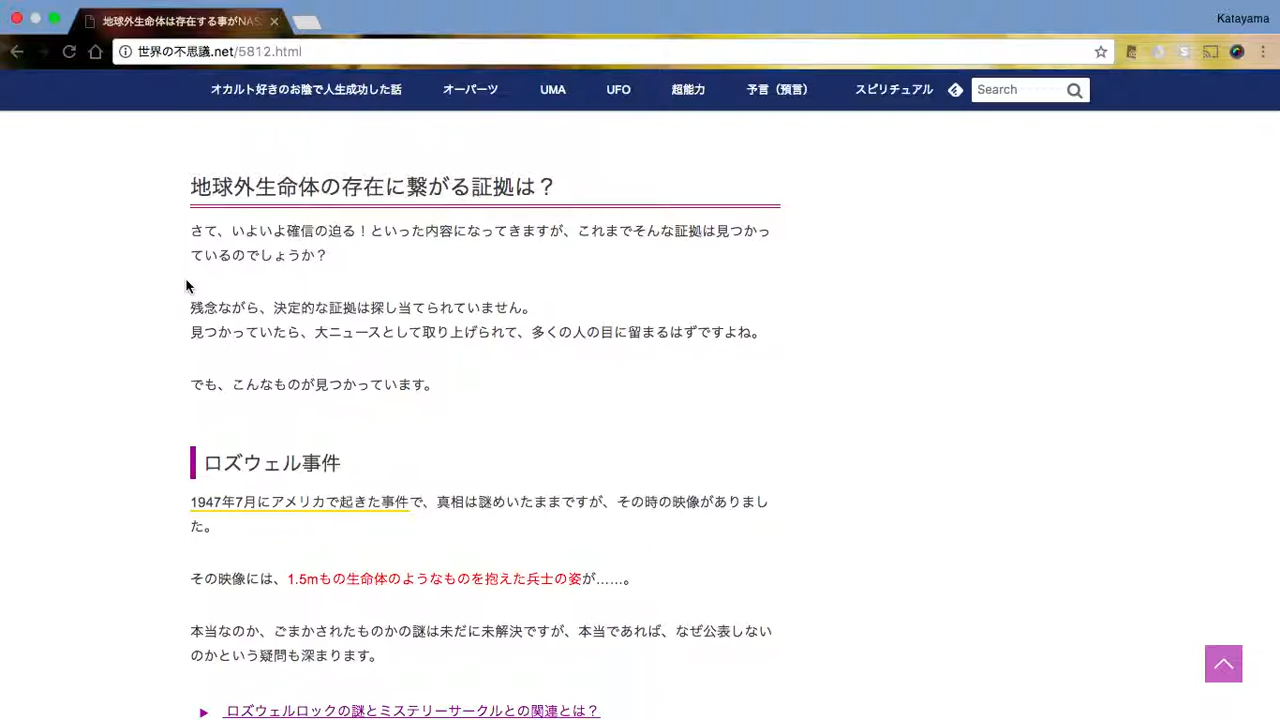 地球外生命体は存在する事がNAS
Katayama
世界の不思議.net/5812.html
オカルト好きのお陰で人生成功した話 オーパーツ UMA UFO 超能力 予言（預言） スピリチュアル Search
地球外生命体の存在に繋がる証拠は？
さて、いよいよ確信の迫る！といった内容になってきますが、これまでそんな証拠は見つかっ
ているのでしょうか？
残念ながら、決定的な証拠は探し当てられていません。
見つかっていたら、大ニュースとして取り上げられて、多くの人の目に留まるはずですよね。
でも、こんなものが見つかっています。
ロズウェル事件
1947年7月にアメリカで起きた事件で、真相は謎めいたままですが、その時の映像がありまし
た。
その映像には、1.5mもの生命体のようなものを抱えた兵士の姿が……。
本当なのか、ごまかされたものかの謎は未だに未解決ですが、本当であれば、なぜ公表しない
のかという疑問も深まります。
ロズウェルロックの謎とミステリーサークルとの関連とは？